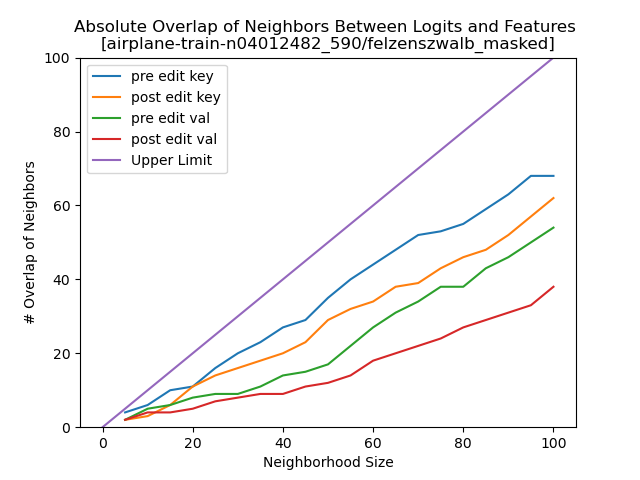 Absolute Overlap of Neighbors Between Logits and Features
[airplane-train-n04012482_590/felzenszwalb_masked]
100
80
60
40
20
0
# Overlap of Neighbors
pre edit key
post edit key
pre edit val
post edit val
Upper Limit
0 20 40 60 80 100
Neighborhood Size